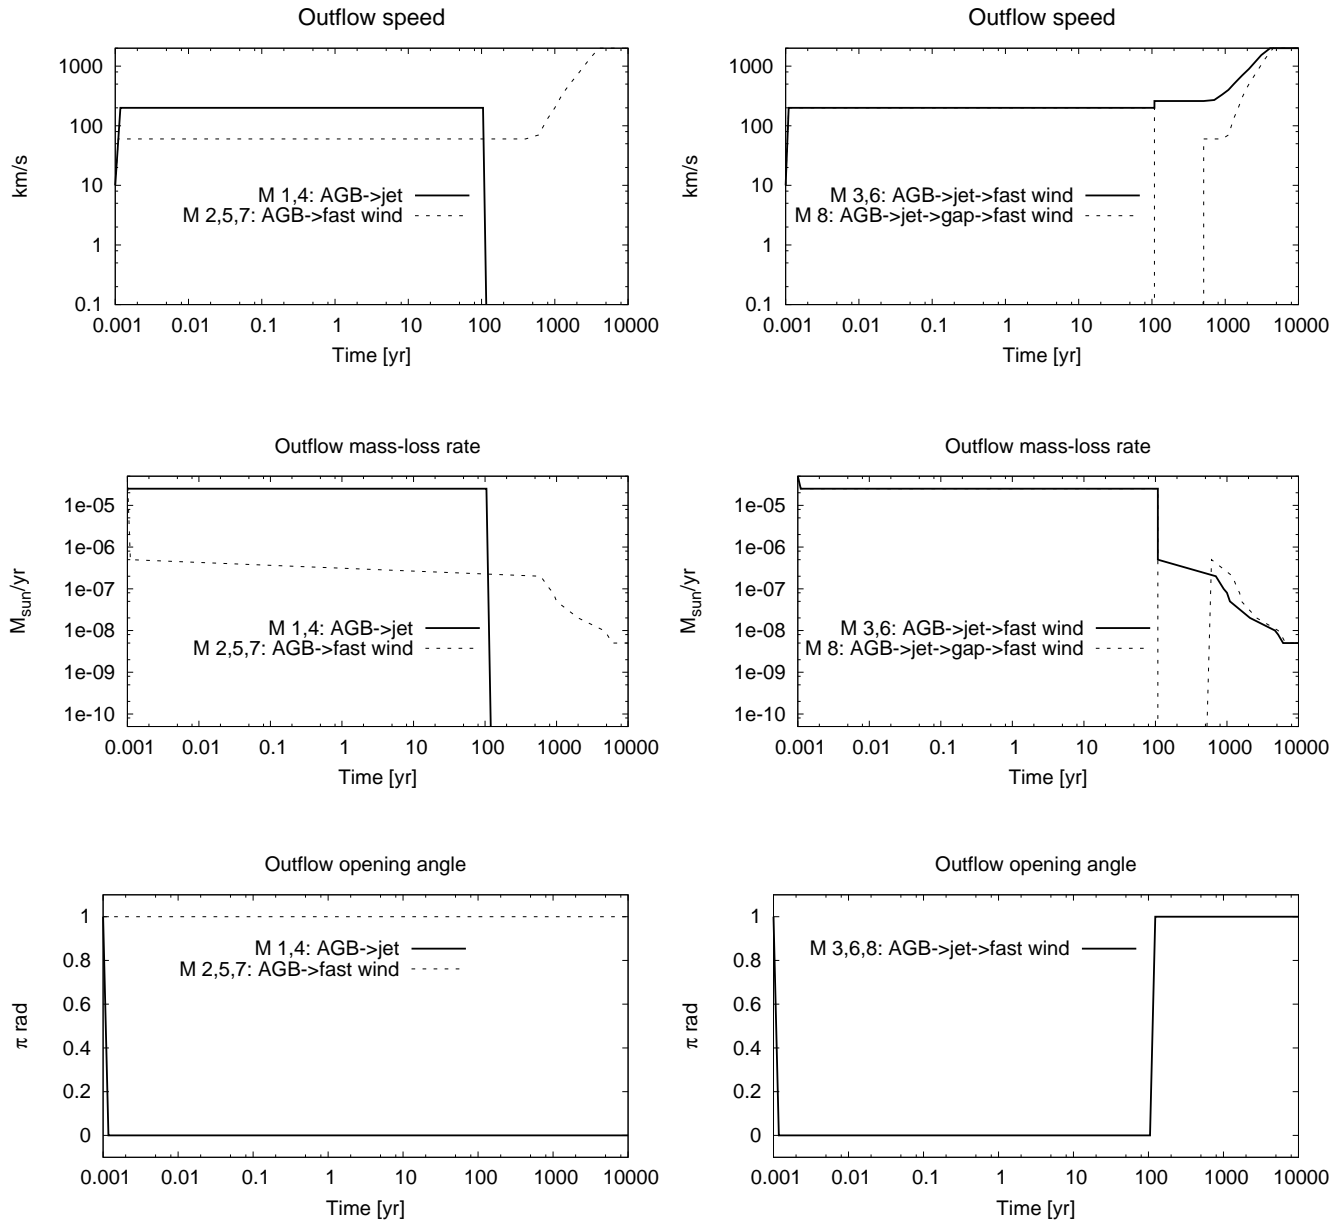 Outflow speed
1000
100
10
1
0.1
km/s
M 1,4: AGB->jet
M 2,5,7: AGB->fast wind
0.001 0.01 0.1 1 10 100 1000 10000
Time [yr]
Outflow speed
1000
100
10
1
0.1
km/s
M 3,6: AGB->jet->fast wind
M 8: AGB->jet->gap->fast wind
0.001 0.01 0.1 1 10 100 1000 10000
Time [yr]
Outflow mass-loss rate
1e-05
1e-06
1e-07
1e-08
1e-09
1e-10
M_sun/yr
M 1,4: AGB->jet
M 2,5,7: AGB->fast wind
0.001 0.01 0.1 1 10 100 1000 10000
Time [yr]
Outflow mass-loss rate
1e-05
1e-06
1e-07
1e-08
1e-09
1e-10
M_sun/yr
M 3,6: AGB->jet->fast wind
M 8: AGB->jet->gap->fast wind
0.001 0.01 0.1 1 10 100 1000 10000
Time [yr]
Outflow opening angle
1
0.8
0.6
0.4
0.2
0
π rad
M 1,4: AGB->jet
M 2,5,7: AGB->fast wind
0.001 0.01 0.1 1 10 100 1000 10000
Time [yr]
Outflow opening angle
1
0.8
0.6
0.4
0.2
0
π rad
M 3,6,8: AGB->jet->fast wind
0.001 0.01 0.1 1 10 100 1000 10000
Time [yr]